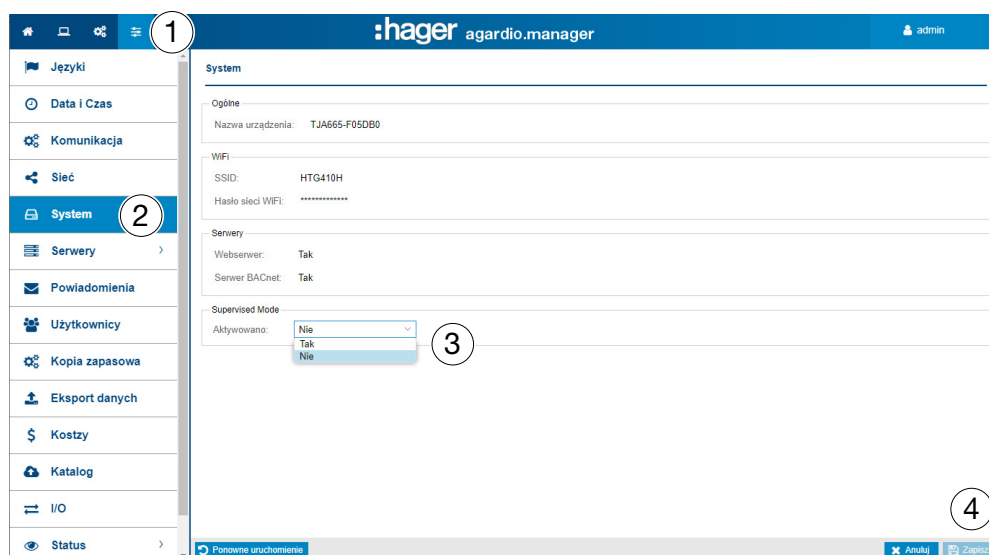 1
:hager agardio.manager
admin
Języki
Data i Czas
Komunikacja
Sieć
System
2
Serwery
Powiadomienia
Użytkownicy
Kopia zapasowa
Eksport danych
Koszty
Katalog
I/O
Status
System
Ogólne
Nazwa urządzenia: TJA665-F05DB0
WiFi
SSID: HTG410H
Hasło sieci WiFi: *************
Serwery
Webserwer: Tak
Serwer BACnet: Tak
Supervised Mode
Aktywowano: Nie
Tak
Nie
3
4
Ponowne uruchomienie
Anuluj
Zapisz